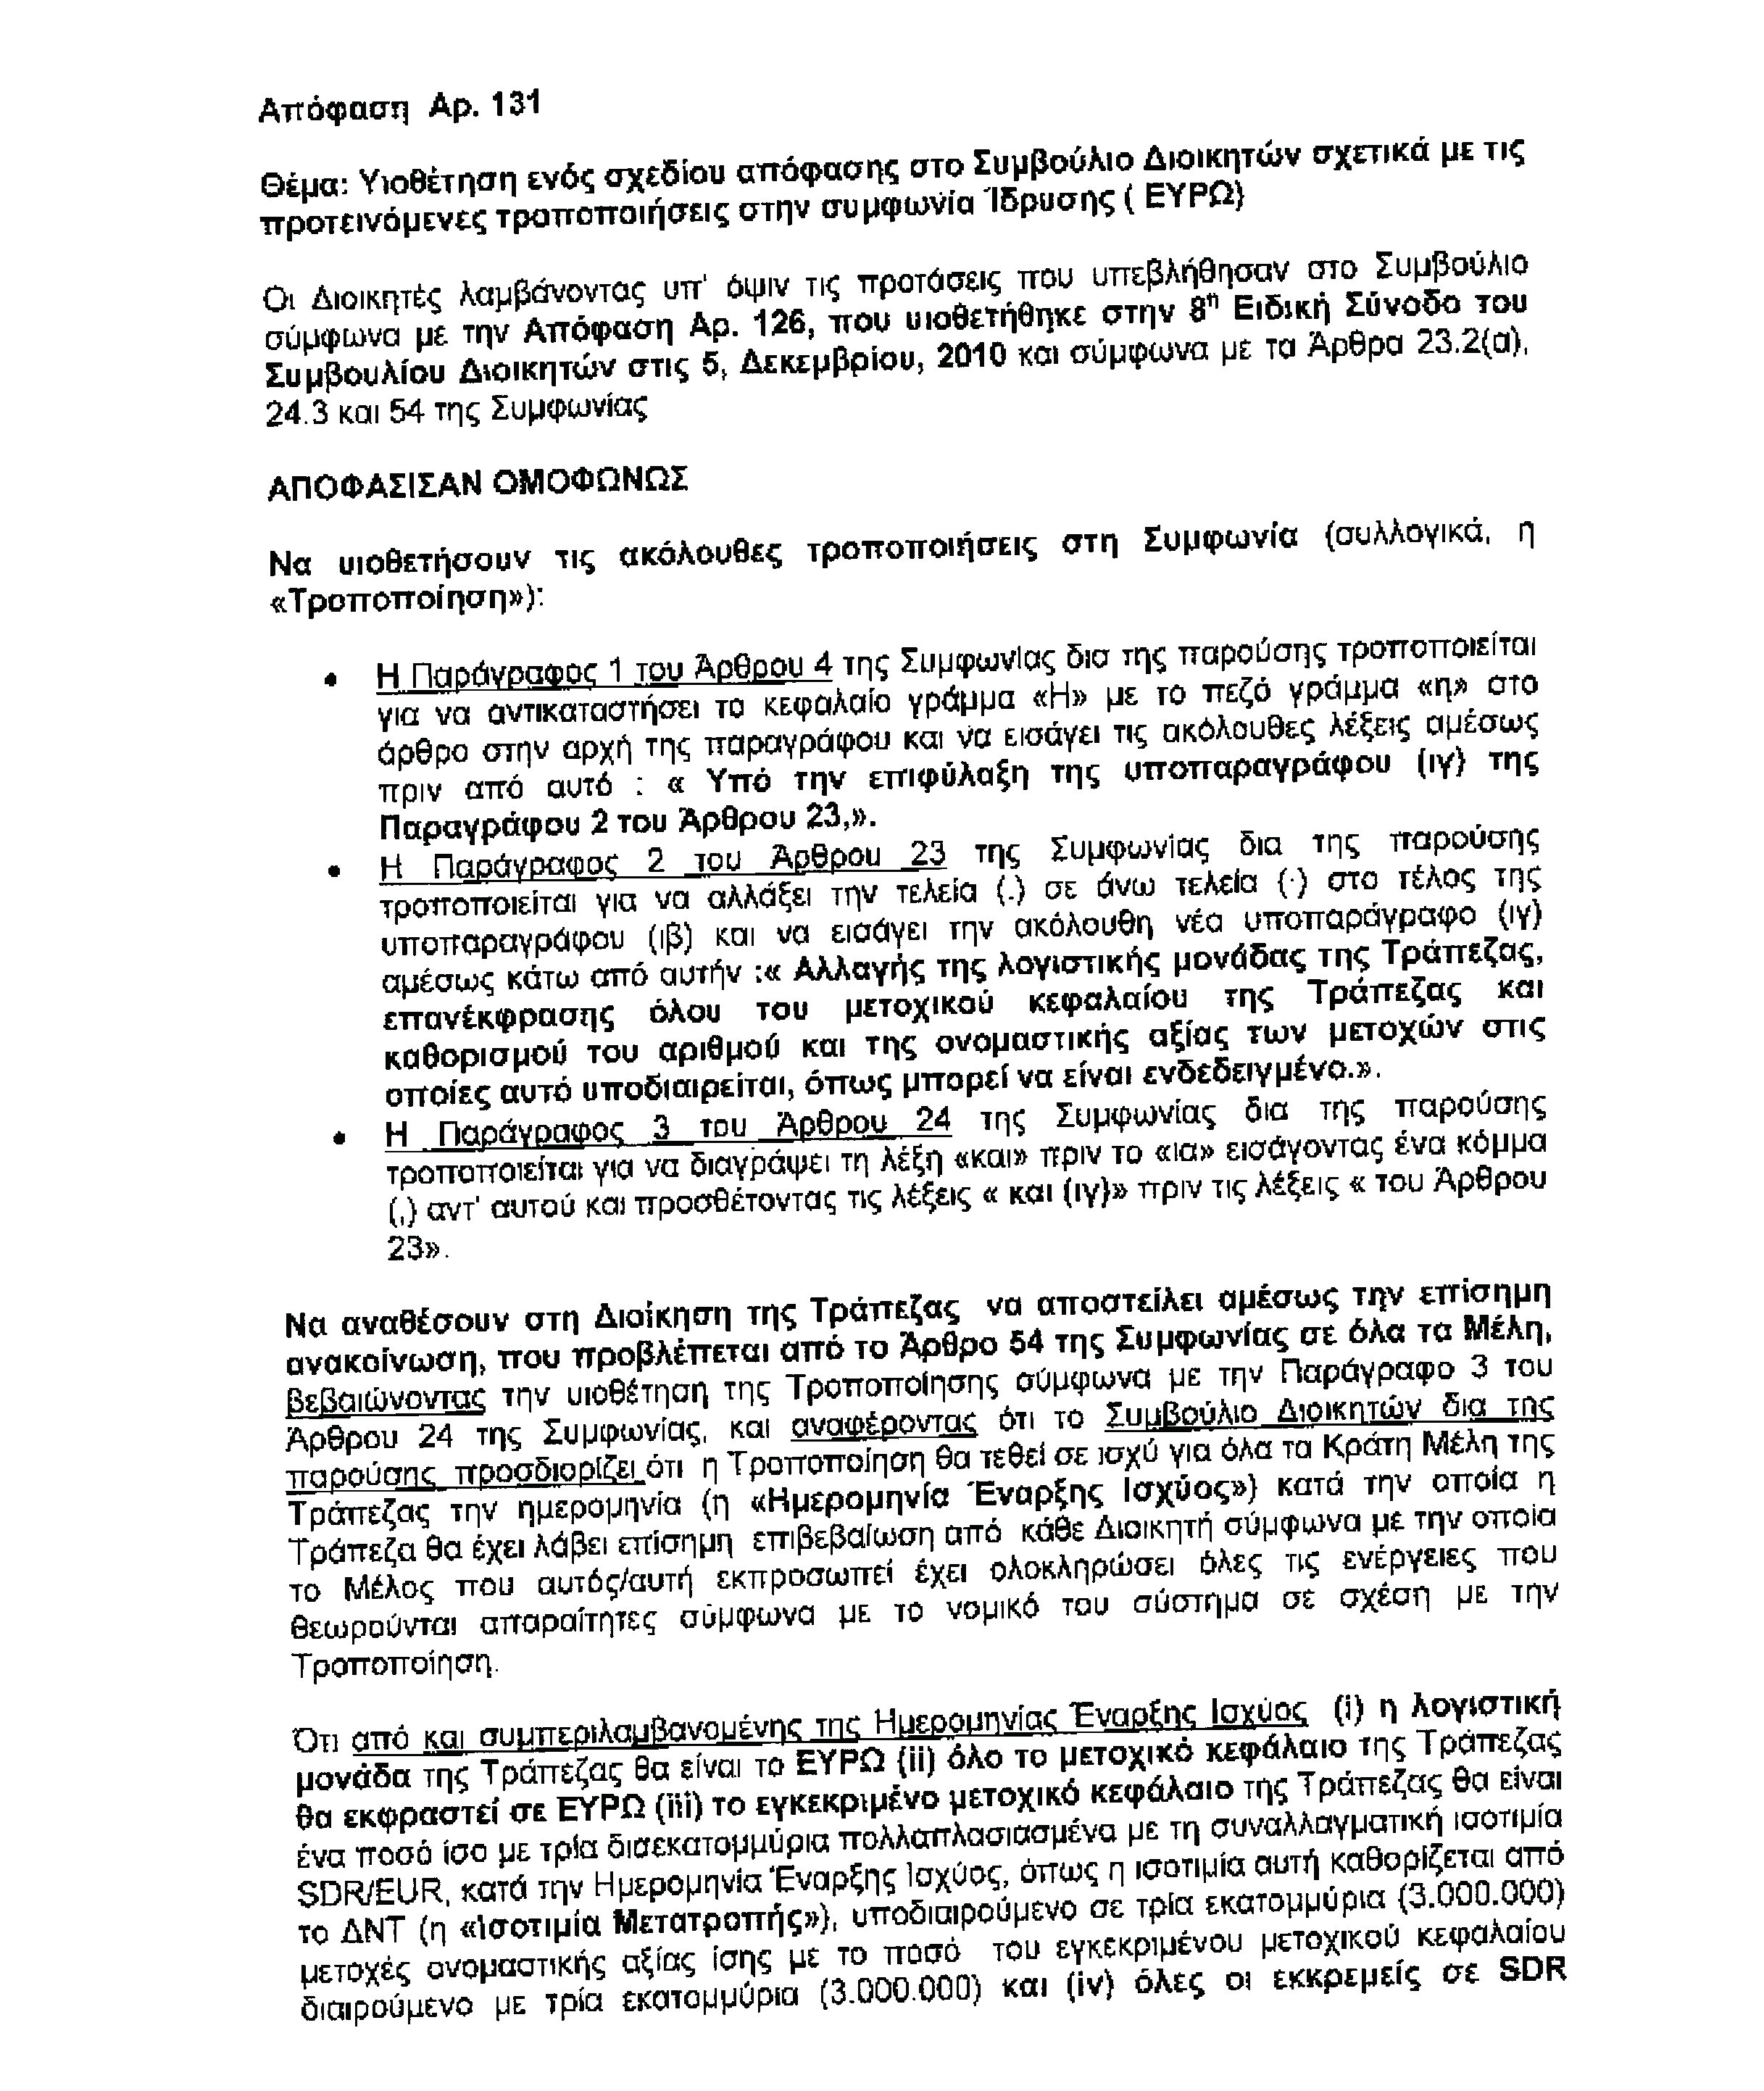 Απόφαση Αρ. 131
Θέμα: Υιοθέτηση ενός σχεδίου απόφασης στο Συμβούλιο Διοικητών σχετικά με τις
προτεινόμενες τροποποιήσεις στην συμφωνία Ίδρυσης ( ΕΥΡΩ)
Οι Διοικητές λαμβάνοντας υπ' όψιν τις προτάσεις που υπεβλήθησαν στο Συμβούλιο
σύμφωνα με την Απόφαση Αρ. 126, που υιοθετήθηκε στην 8η Ειδική Σύνοδο του
Συμβουλίου Διοικητών στις 5, Δεκεμβρίου, 2010 και σύμφωνα με τα Άρθρα 23.2(α),
24.3 και 54 της Συμφωνίας
ΑΠΟΦΑΣΙΣΑΝ ΟΜΟΦΩΝΩΣ
Να υιοθετήσουν τις ακόλουθες τροποποιήσεις στη Συμφωνία (συλλογικά, η
«Τροποποίηση»):
• Η Παράγραφος 1 του Άρθρου 4 της Συμφωνίας δια της παρούσης τροποποιείται
για να αντικαταστήσει το κεφαλαίο γράμμα «Η» με το πεζό γράμμα «η» στο
άρθρο στην αρχή της παραγράφου και να εισάγει τις ακόλουθες λέξεις αμέσως
πριν από αυτό : « Υπό την επιφύλαξη της υποπαραγράφου (ιγ) της
Παραγράφου 2 του Άρθρου 23,».
• Η Παράγραφος 2 του Άρθρου 23 της Συμφωνίας δια της παρούσης
τροποποιείται για να αλλάξει την τελεία (.) σε άνω τελεία (·) στο τέλος της
υποπαραγράφου (ιβ) και να εισάγει την ακόλουθη νέα υποπαράγραφο (ιγ)
αμέσως κάτω από αυτήν :« Αλλαγής της λογιστικής μονάδας της Τράπεζας,
επανέκφρασης όλου του μετοχικού κεφαλαίου της Τράπεζας και
καθορισμού του αριθμού και της ονομαστικής αξίας των μετοχών στις
οποίες αυτό υποδιαιρείται, όπως μπορεί να είναι ενδεδειγμένο.».
• Η Παράγραφος 3 του Άρθρου 24 της Συμφωνίας δια της παρούσης
τροποποιείται για να διαγράψει τη λέξη «και» πριν το «ια» εισάγοντας ένα κόμμα
(,) αντ' αυτού και προσθέτοντας τις λέξεις « και (ιγ)» πριν τις λέξεις « του Άρθρου
23».
Να αναθέσουν στη Διοίκηση της Τράπεζας να αποστείλει αμέσως την επίσημη
ανακοίνωση, που προβλέπεται από το Άρθρο 54 της Συμφωνίας σε όλα τα Μέλη,
βεβαιώνοντας την υιοθέτηση της Τροποποίησης σύμφωνα με την Παράγραφο 3 του
Άρθρου 24 της Συμφωνίας, και αναφέροντας ότι το Συμβούλιο Διοικητών δια της
παρούσης προσδιορίζει ότι η Τροποποίηση θα τεθεί σε ισχύ για όλα τα Κράτη Μέλη της
Τράπεζας την ημερομηνία (η «Ημερομηνία Έναρξης Ισχύος») κατά την οποία η
Τράπεζα θα έχει λάβει επίσημη επιβεβαίωση από κάθε Διοικητή σύμφωνα με την οποία
το Μέλος που αυτός/αυτή εκπροσωπεί έχει ολοκληρώσει όλες τις ενέργειες που
θεωρούνται απαραίτητες σύμφωνα με το νομικό του σύστημα σε σχέση με την
Τροποποίηση.
Ότι από και συμπεριλαμβανομένης της Ημερομηνίας Έναρξης Ισχύος (i) η λογιστική
μονάδα της Τράπεζας θα είναι το ΕΥΡΩ (ii) όλο το μετοχικό κεφάλαιο της Τράπεζας
θα εκφραστεί σε ΕΥΡΩ (iii) το εγκεκριμένο μετοχικό κεφάλαιο της Τράπεζας θα είναι
ένα ποσό ίσο με τρία δισεκατομμύρια πολλαπλασιασμένα με τη συναλλαγματική ισοτιμία
SDR/EUR, κατά την Ημερομηνία Έναρξης Ισχύος, όπως η ισοτιμία αυτή καθορίζεται από
το ΔΝΤ (η «Ισοτιμία Μετατροπής»), υποδιαιρούμενο σε τρία εκατομμύρια (3.000.000)
μετοχές ονομαστικής αξίας ίσης με το ποσό του εγκεκριμένου μετοχικού κεφαλαίου
διαιρούμενο με τρία εκατομμύρια (3.000.000) και (iv) όλες οι εκκρεμείς σε SDR